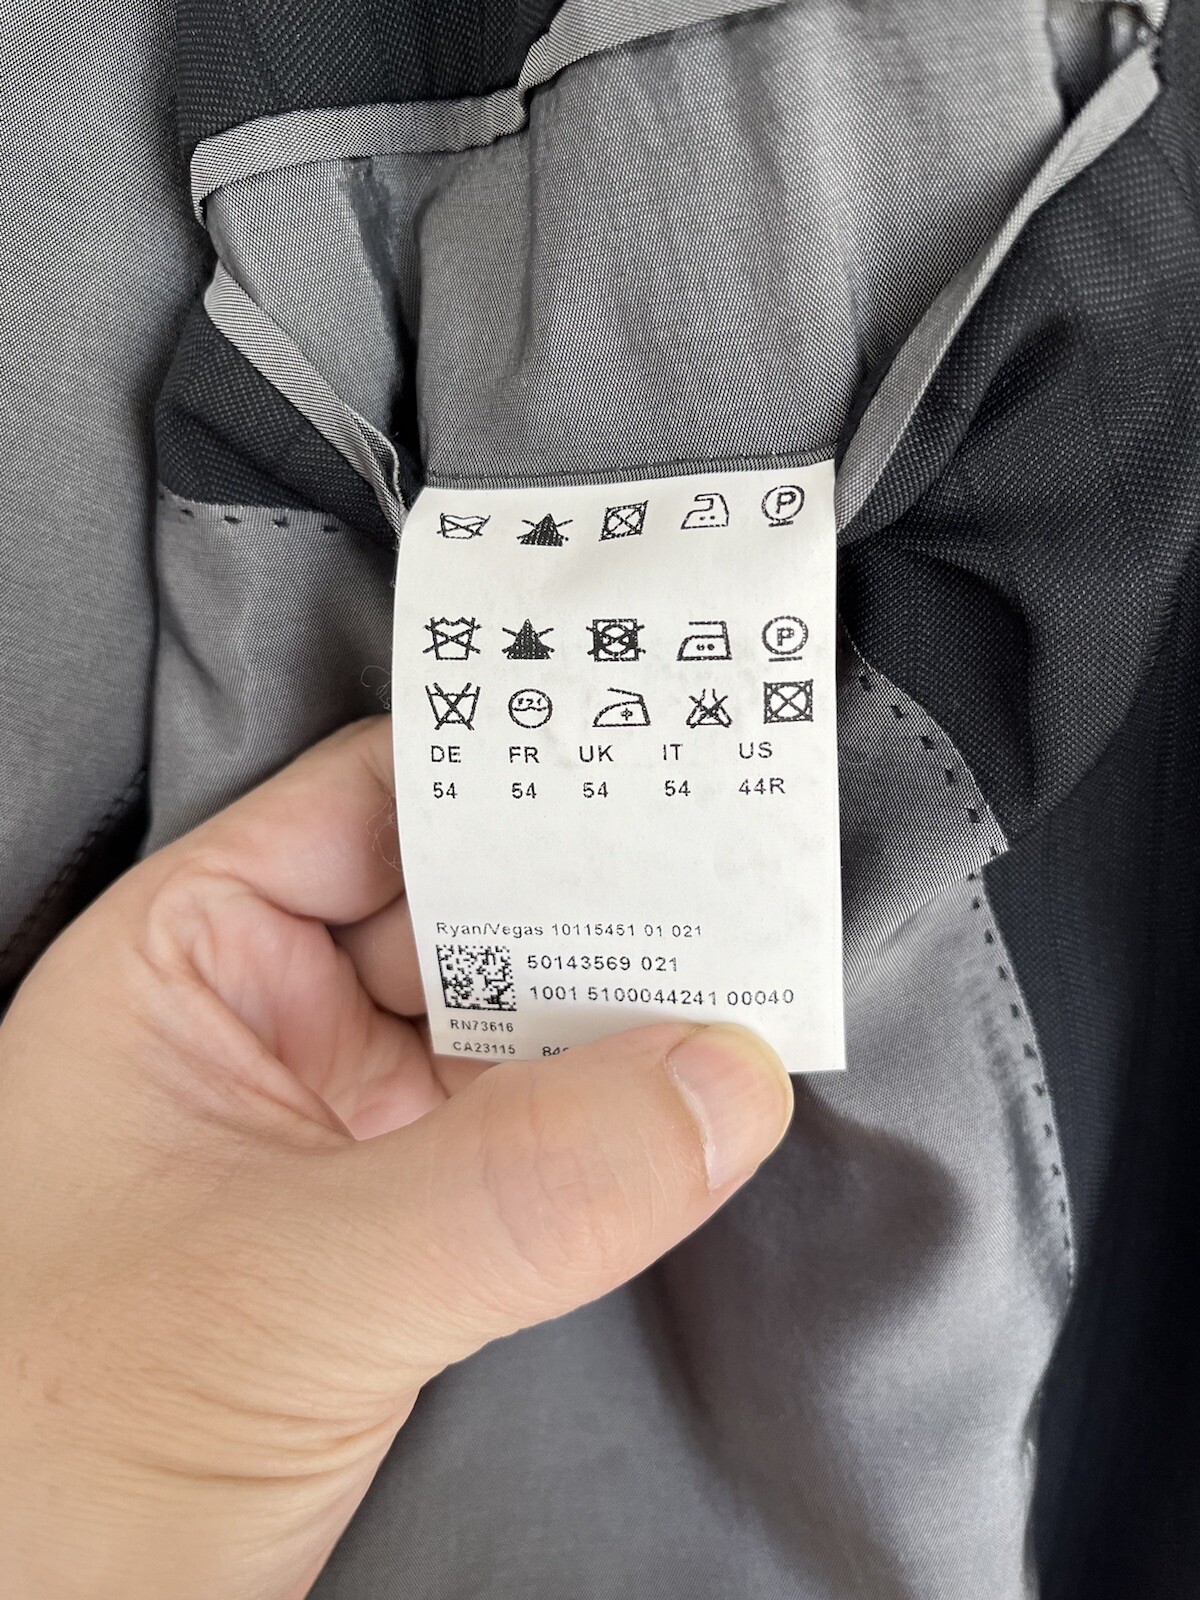 P
P
DE FR UK IT US
54 54 54 54 44R
Ryan/Vegas 10115451 01 021
50143569 021
1001 5100044241 00040
RN73616
CA23115